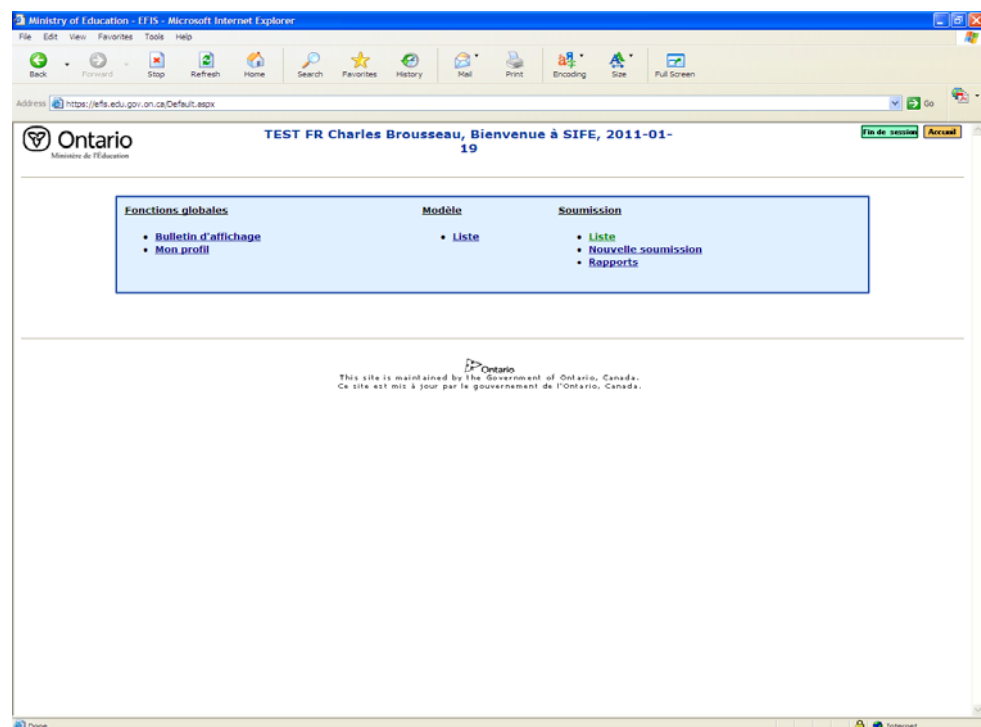 Ministry of Education - EFIS - Microsoft Internet Explorer
File Edit View Favorites Tools Help
Back Forward Stop Refresh Home Search Favorites History Mail Print Encoding Size Full Screen
Address https://efis.edu.gov.on.ca/Default.aspx Go
Ontario
Ministère de l'Éducation
TEST FR Charles Brousseau, Bienvenue à SIFE, 2011-01-
19
Fin de session Accueil
Fonctions globales
• Bulletin d'affichage
• Mon profil
Modèle
• Liste
Soumission
• Liste
• Nouvelle soumission
• Rapports
Ontario
This site is maintained by the Government of Ontario, Canada.
Ce site est mis à jour par le gouvernement de l'Ontario, Canada.
Done Internet